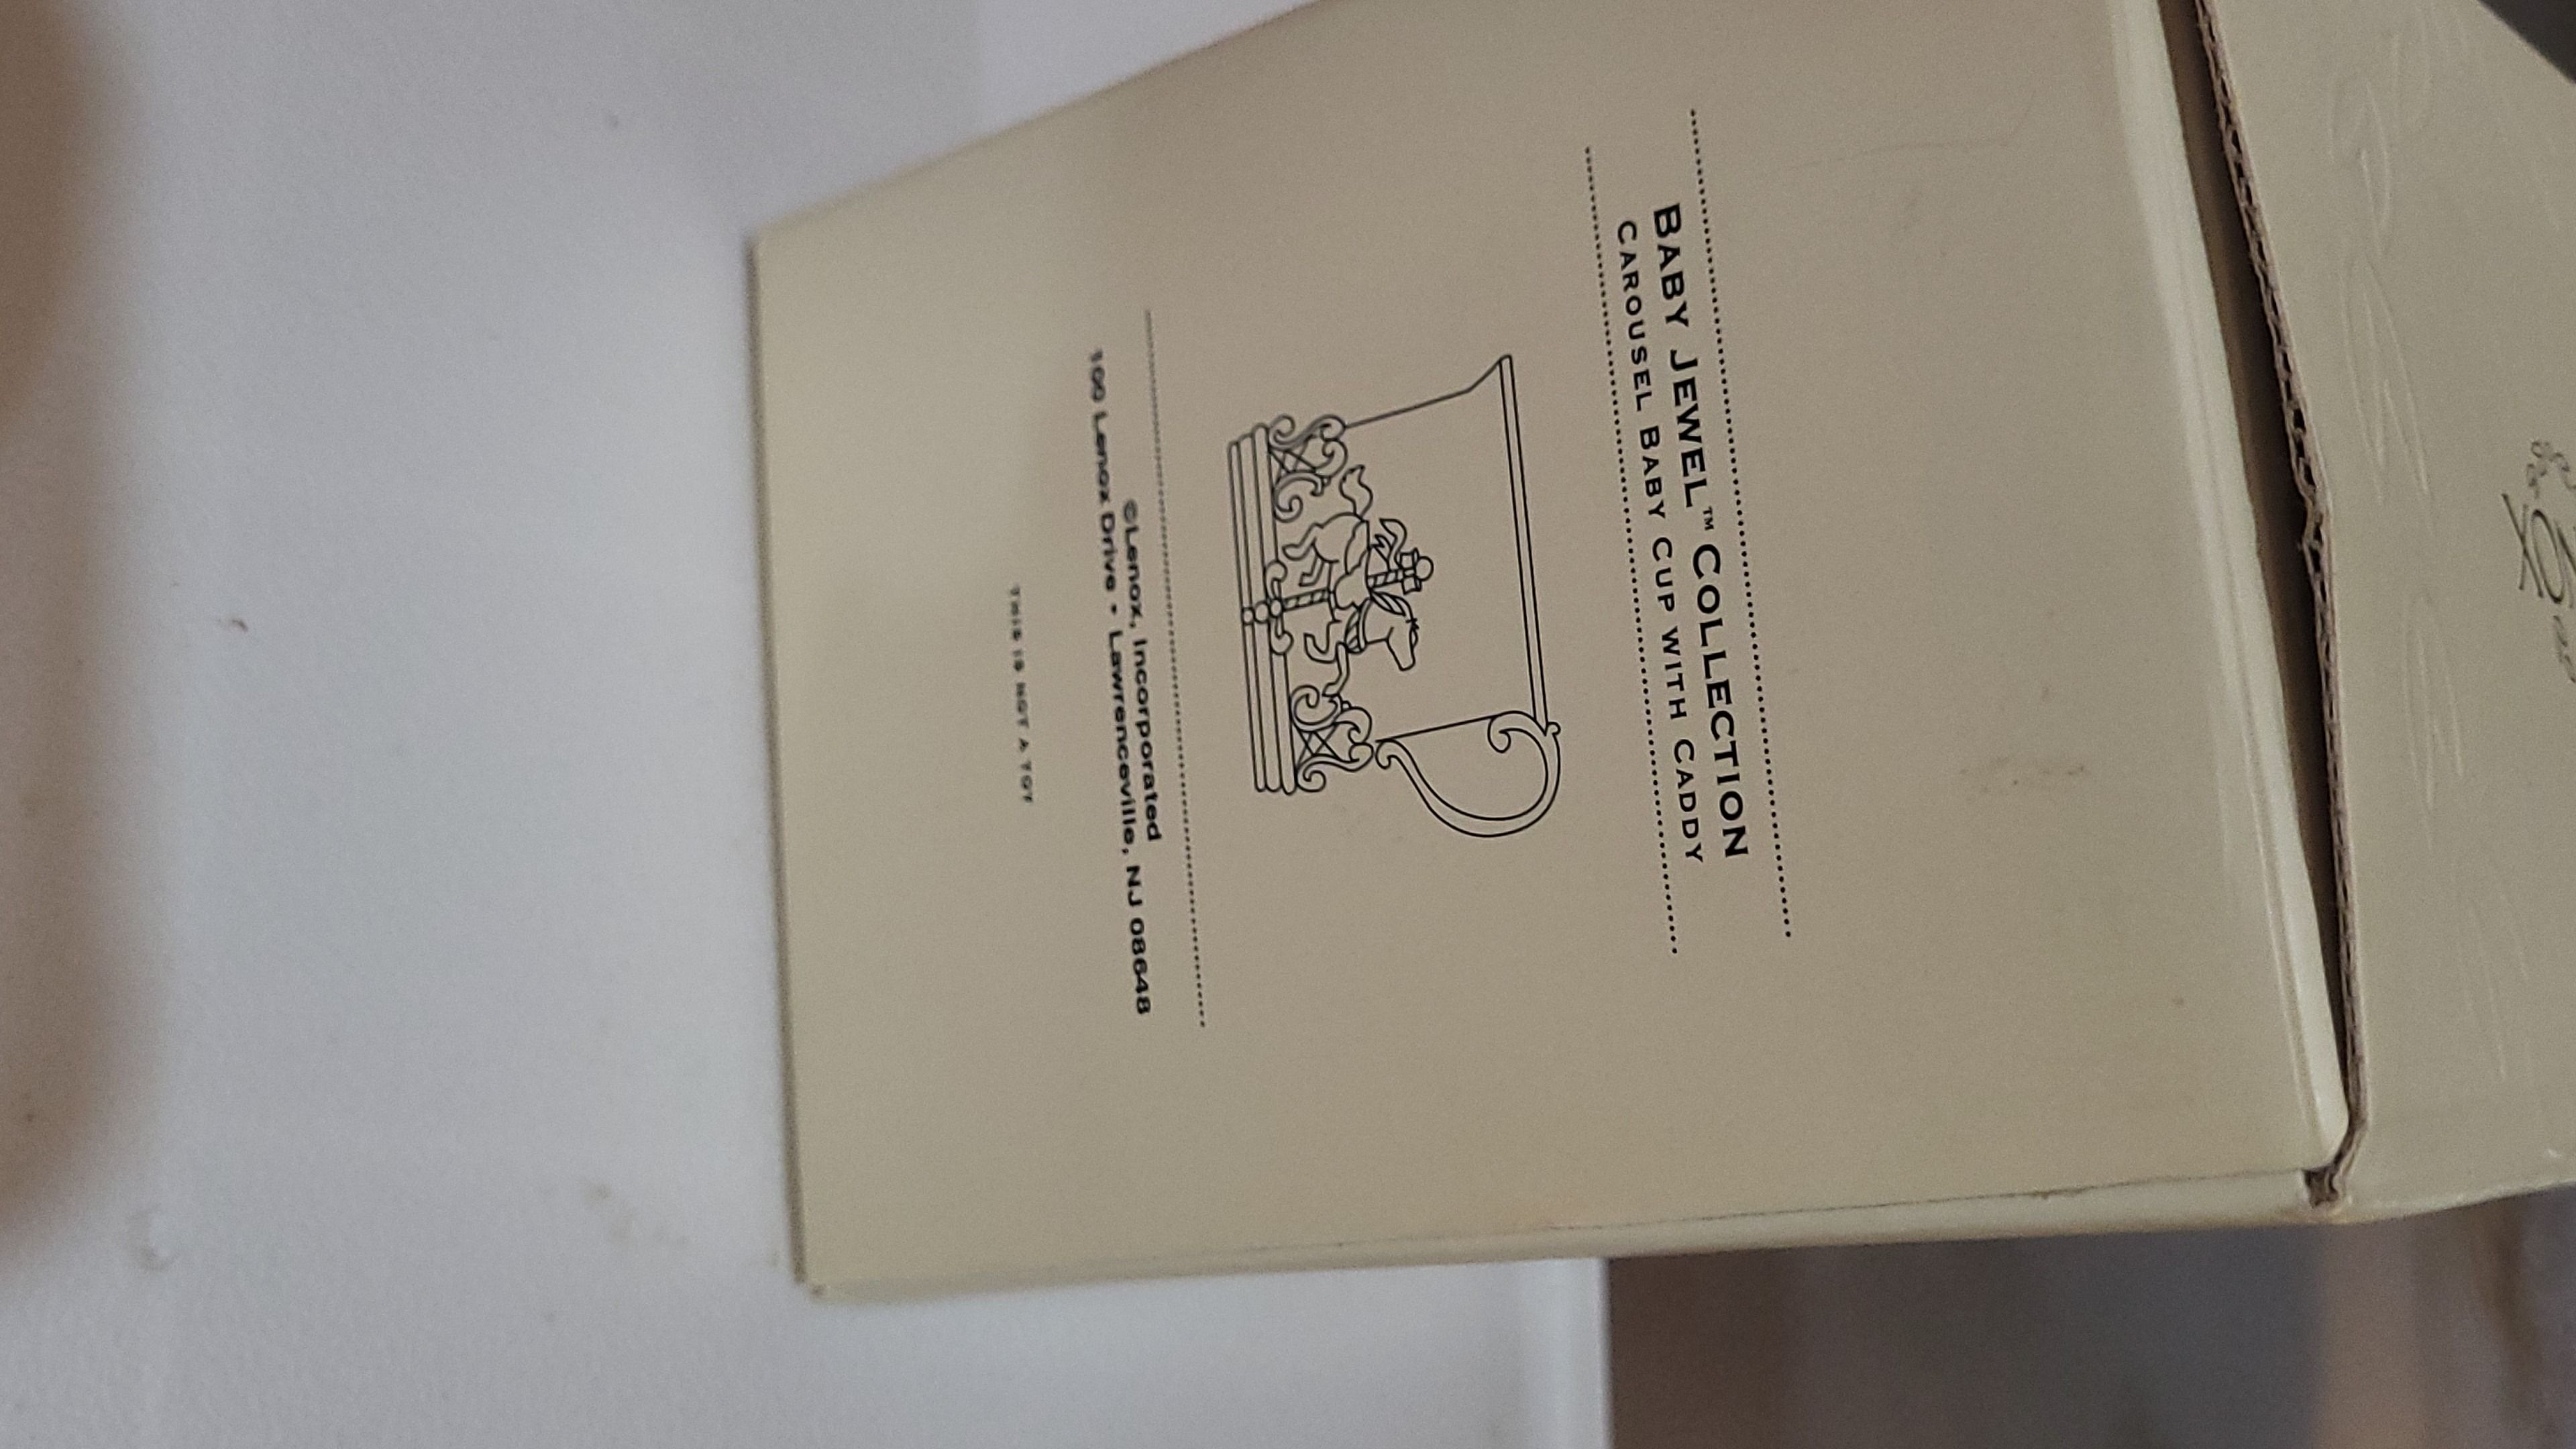 BABY JEWEL™ COLLECTION
CAROUSEL BABY CUP WITH CADDY
©Lenox, Incorporated
100 Lenox Drive • Lawrenceville, NJ 08648
THIS IS NOT A TOY